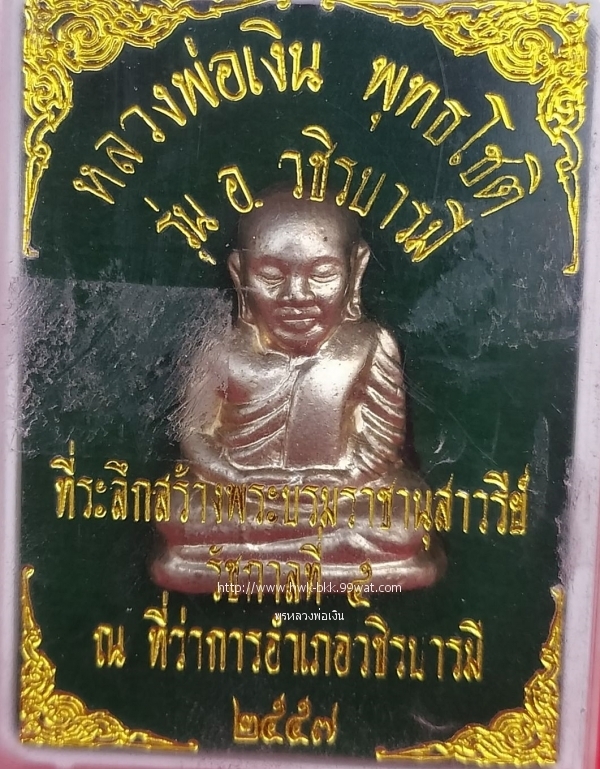 หลวงพ่อเงิน พุทธโชติ
รุ่น อ. วชิรบารมี
ที่ระลึกสร้างพระบรมราชานุสาวรีย์
รัชกาลที่ ๕
http://www.hwk-bkk.99wat.com
พรหลวงพ่อเงิน
ณ ที่ว่าการอำเภอวชิรบารมี
๒๕๕๗